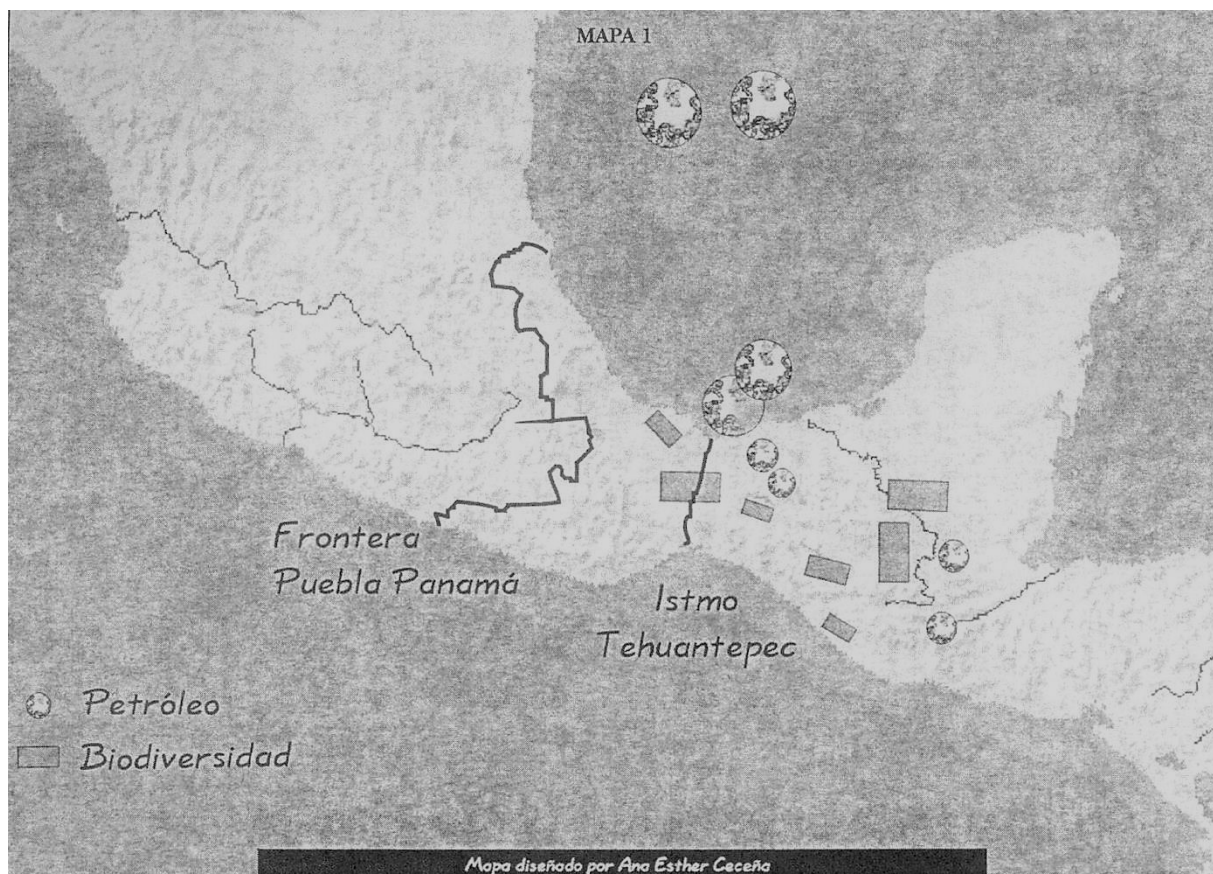 MAPA 1
Frontera
Puebla Panamá
Istmo
Tehuantepec
Petróleo
Biodiversidad
Mapa diseñado por Ana Esther Ceceña